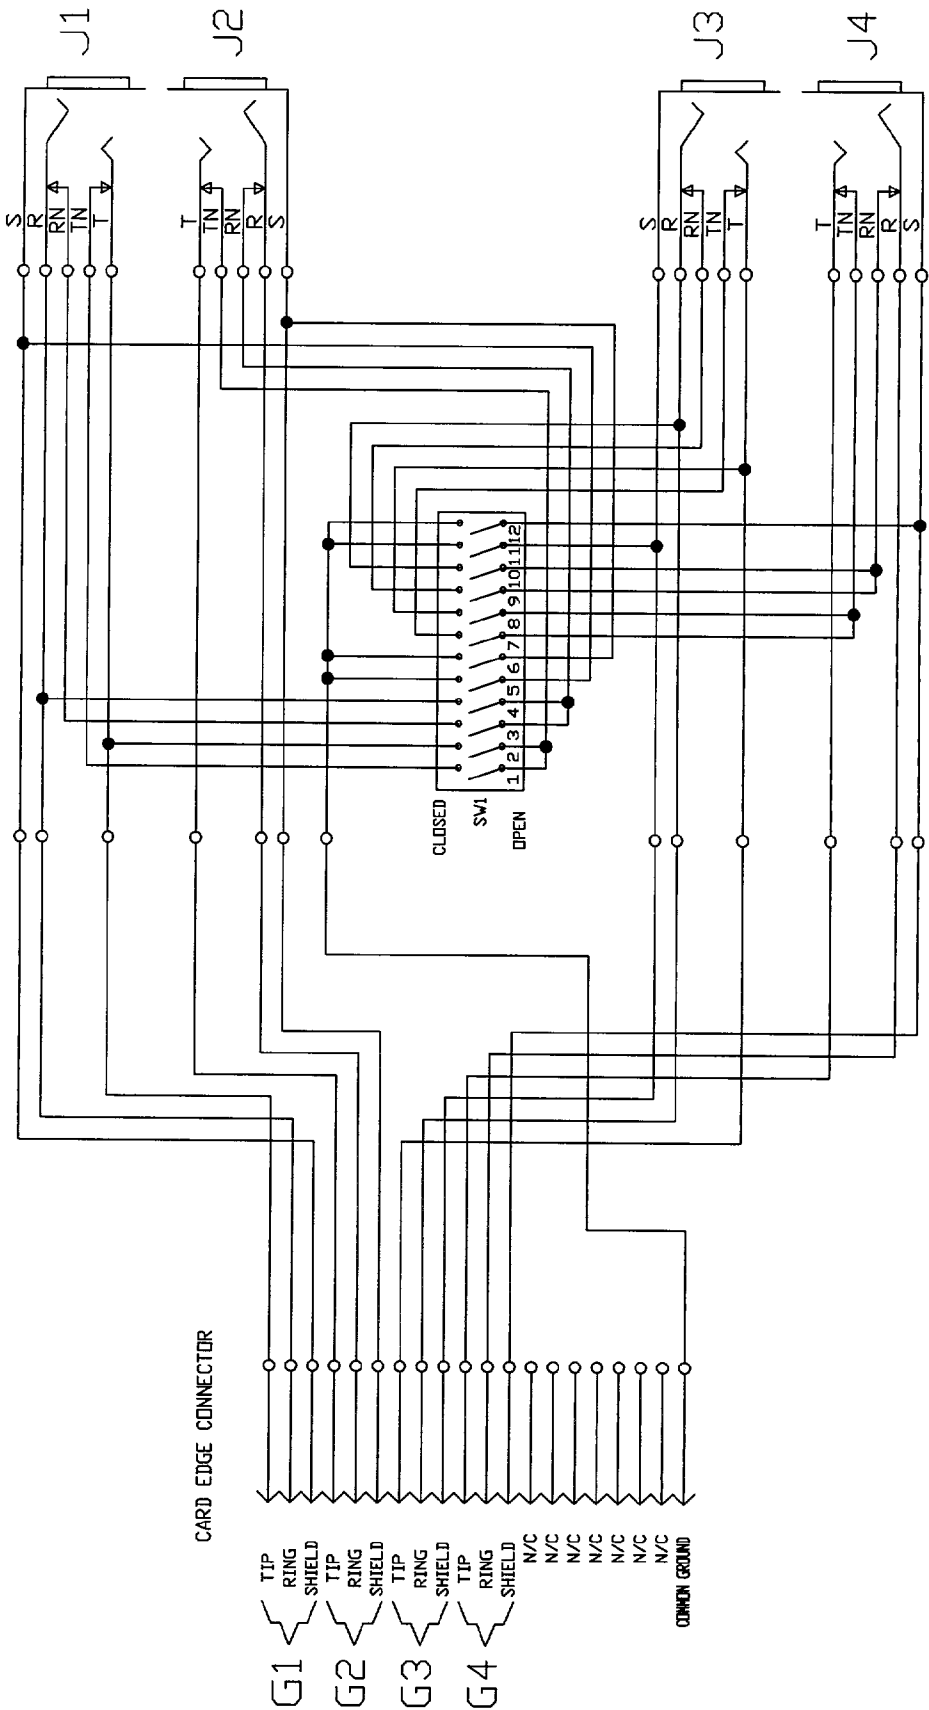 J1
J2
J3
J4
S
R
RN
TN
T
T
TN
RN
R
S
S
R
RN
TN
T
T
TN
RN
R
S
CLOSED
SW1
OPEN
1
2
3
4
5
6
7
8
9
10
11
12
CARD EDGE CONNECTOR
G1
TIP
RING
SHIELD
G2
TIP
RING
SHIELD
G3
TIP
RING
SHIELD
G4
TIP
RING
SHIELD
N/C
N/C
N/C
N/C
N/C
N/C
N/C
COMMON GROUND